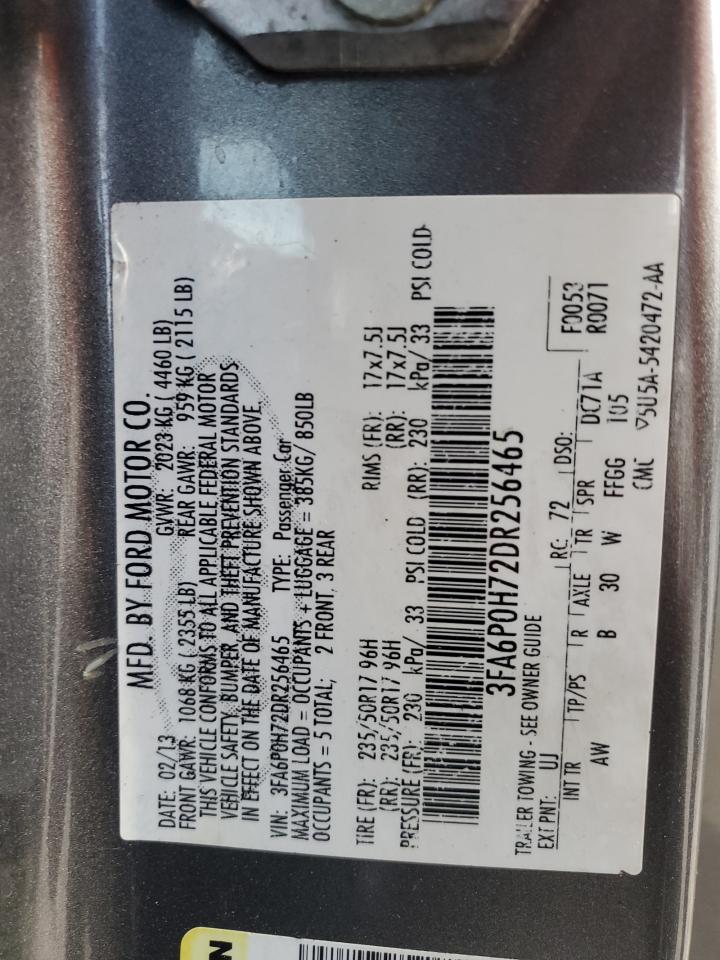 MFD. BY FORD MOTOR CO.
DATE: 02/13 GVWR: 2023 KG ( 4460 LB)
FRONT GAWR: 1068 KG ( 2355 LB) REAR GAWR: 959 KG ( 2115 LB)
THIS VEHICLE CONFORMS TO ALL APPLICABLE FEDERAL MOTOR
VEHICLE SAFETY, BUMPER, AND THEFT PREVENTION STANDARDS
IN EFFECT ON THE DATE OF MANUFACTURE SHOWN ABOVE.
VIN: 3FA6P0H72DR256465 TYPE: Passenger Car
MAXIMUM LOAD = OCCUPANTS + LUGGAGE = 385KG/ 850LB
OCCUPANTS = 5 TOTAL; 2 FRONT, 3 REAR
TIRE (FR): 235/50R17 96H RIMS (FR): 17x7.5J
(RR): 235/50R17 96H (RR): 17x7.5J
PRESSURE (FR): 230 kPa/ 33 PSI COLD (RR): 230 kPa/ 33 PSI COLD
3FA6P0H72DR256465
TRAILER TOWING - SEE OWNER GUIDE
EXT PNT: UJ RC: 72 DSO: F0053
R0071
INT TR TP/PS R AXLE TR SPR DC71A
AW B 30 W FFGG 105
CMC ▽5U5A-5420472-AA
N